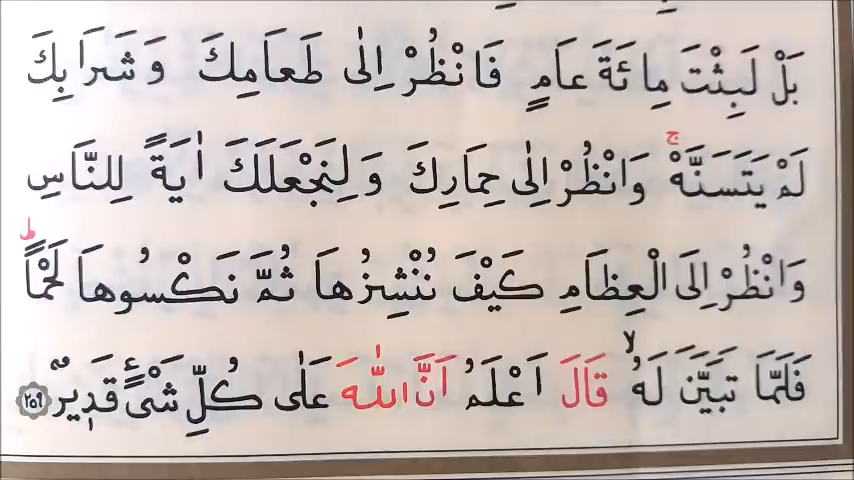 بَلْ لَبِثْتَ مِائَةَ عَامٍ فَانْظُرْ اِلٰى طَعَامِكَ وَشَرَابِكَ
لَمْ يَتَسَنَّهْ ۚ وَانْظُرْ اِلٰى حِمَارِكَ وَلِنَجْعَلَكَ اٰيَةً لِلنَّاسِ
وَانْظُرْ اِلَى الْعِظَامِ كَيْفَ نُنْشِزُهَا ثُمَّ نَكْسُوهَا لَحْمًا ۜؕ
فَلَمَّا تَبَيَّنَ لَهُ ۙ قَالَ اَعْلَمُ اَنَّ اللّٰهَ عَلٰى كُلِّ شَىْءٍ قَدِيرٌ ٢٥٩